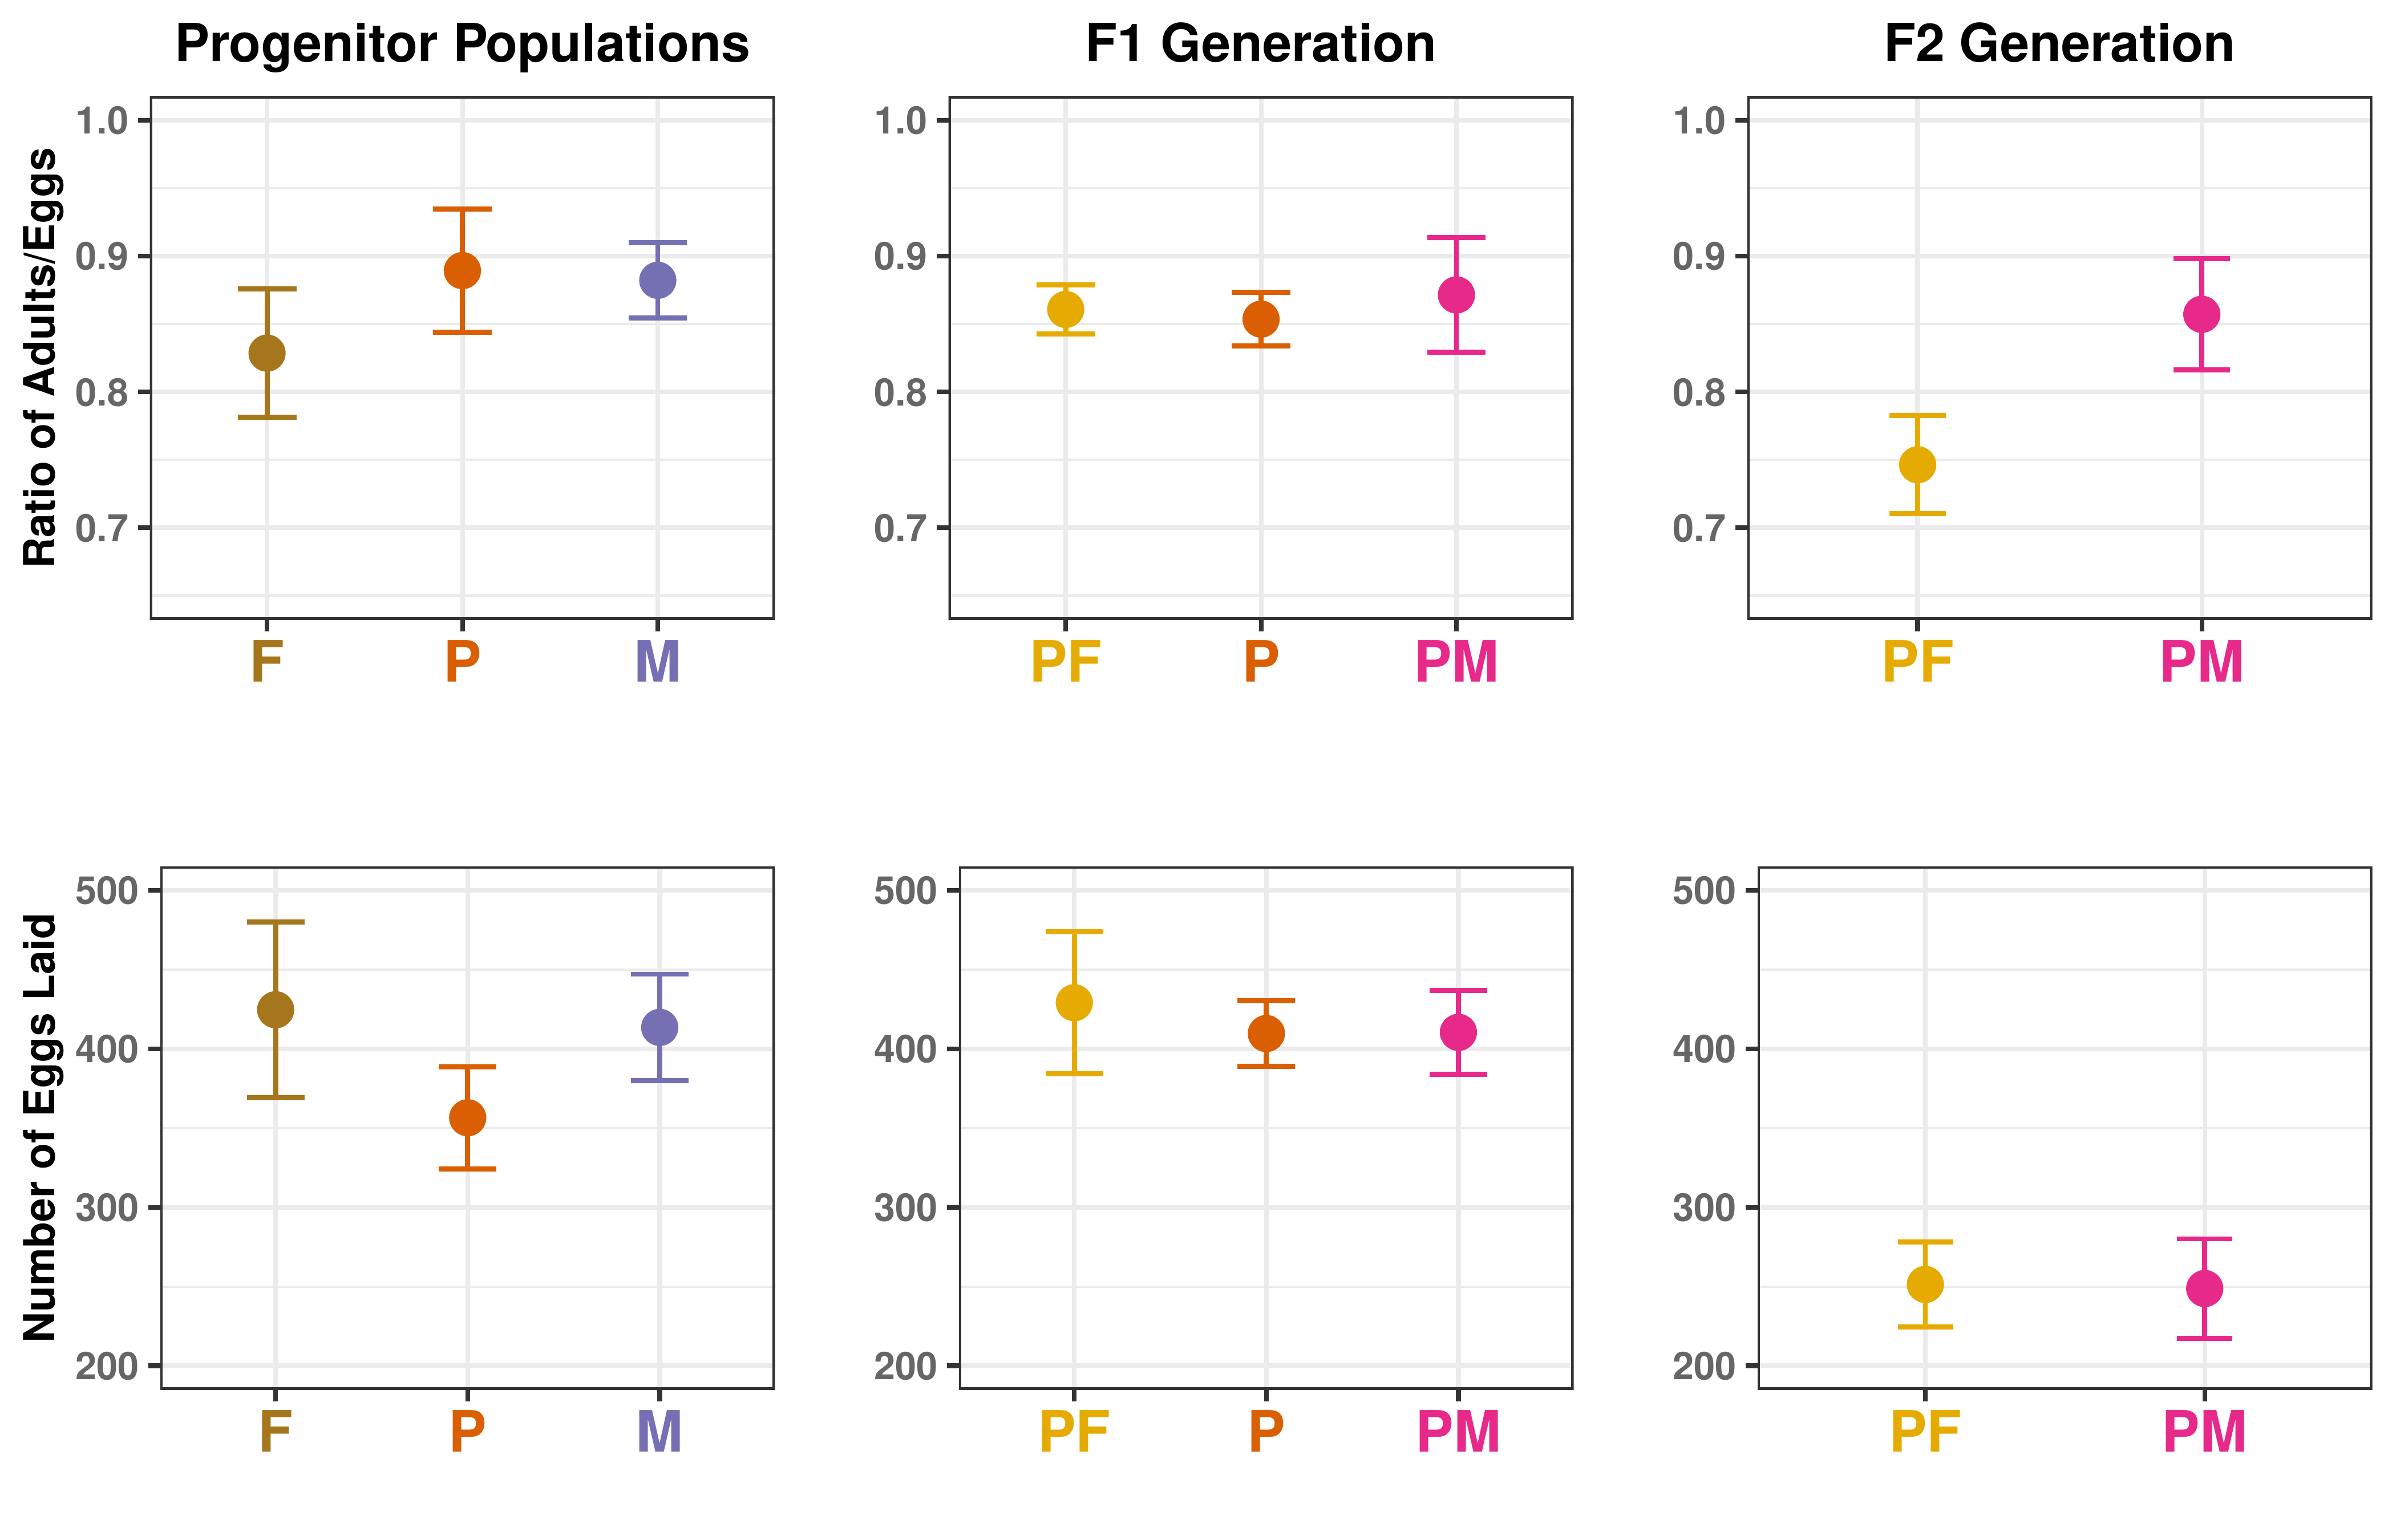 Progenitor Populations
F1 Generation
F2 Generation
Ratio of Adults/Eggs
1.0
0.9
0.8
0.7
F P M
1.0
0.9
0.8
0.7
PF P PM
1.0
0.9
0.8
0.7
PF PM
Number of Eggs Laid
500
400
300
200
F P M
500
400
300
200
PF P PM
500
400
300
200
PF PM